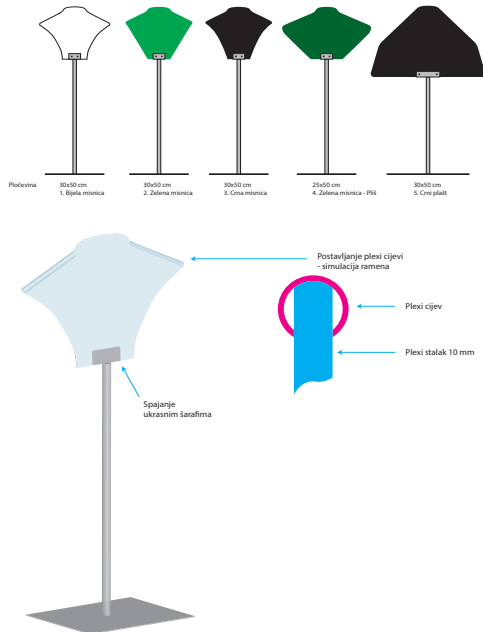 Pločevina
30x50 cm
1. Bijela misnica
30x50 cm
2. Zelena misnica
30x50 cm
3. Crna misnica
25x50 cm
4. Zelena misnica - Pliš
30x50 cm
5. Crni plašt
Postavljanje plexi cijevi
- simulacija ramena
Plexi cijev
Plexi stalak 10 mm
Spajanje
ukrasnim šarafima